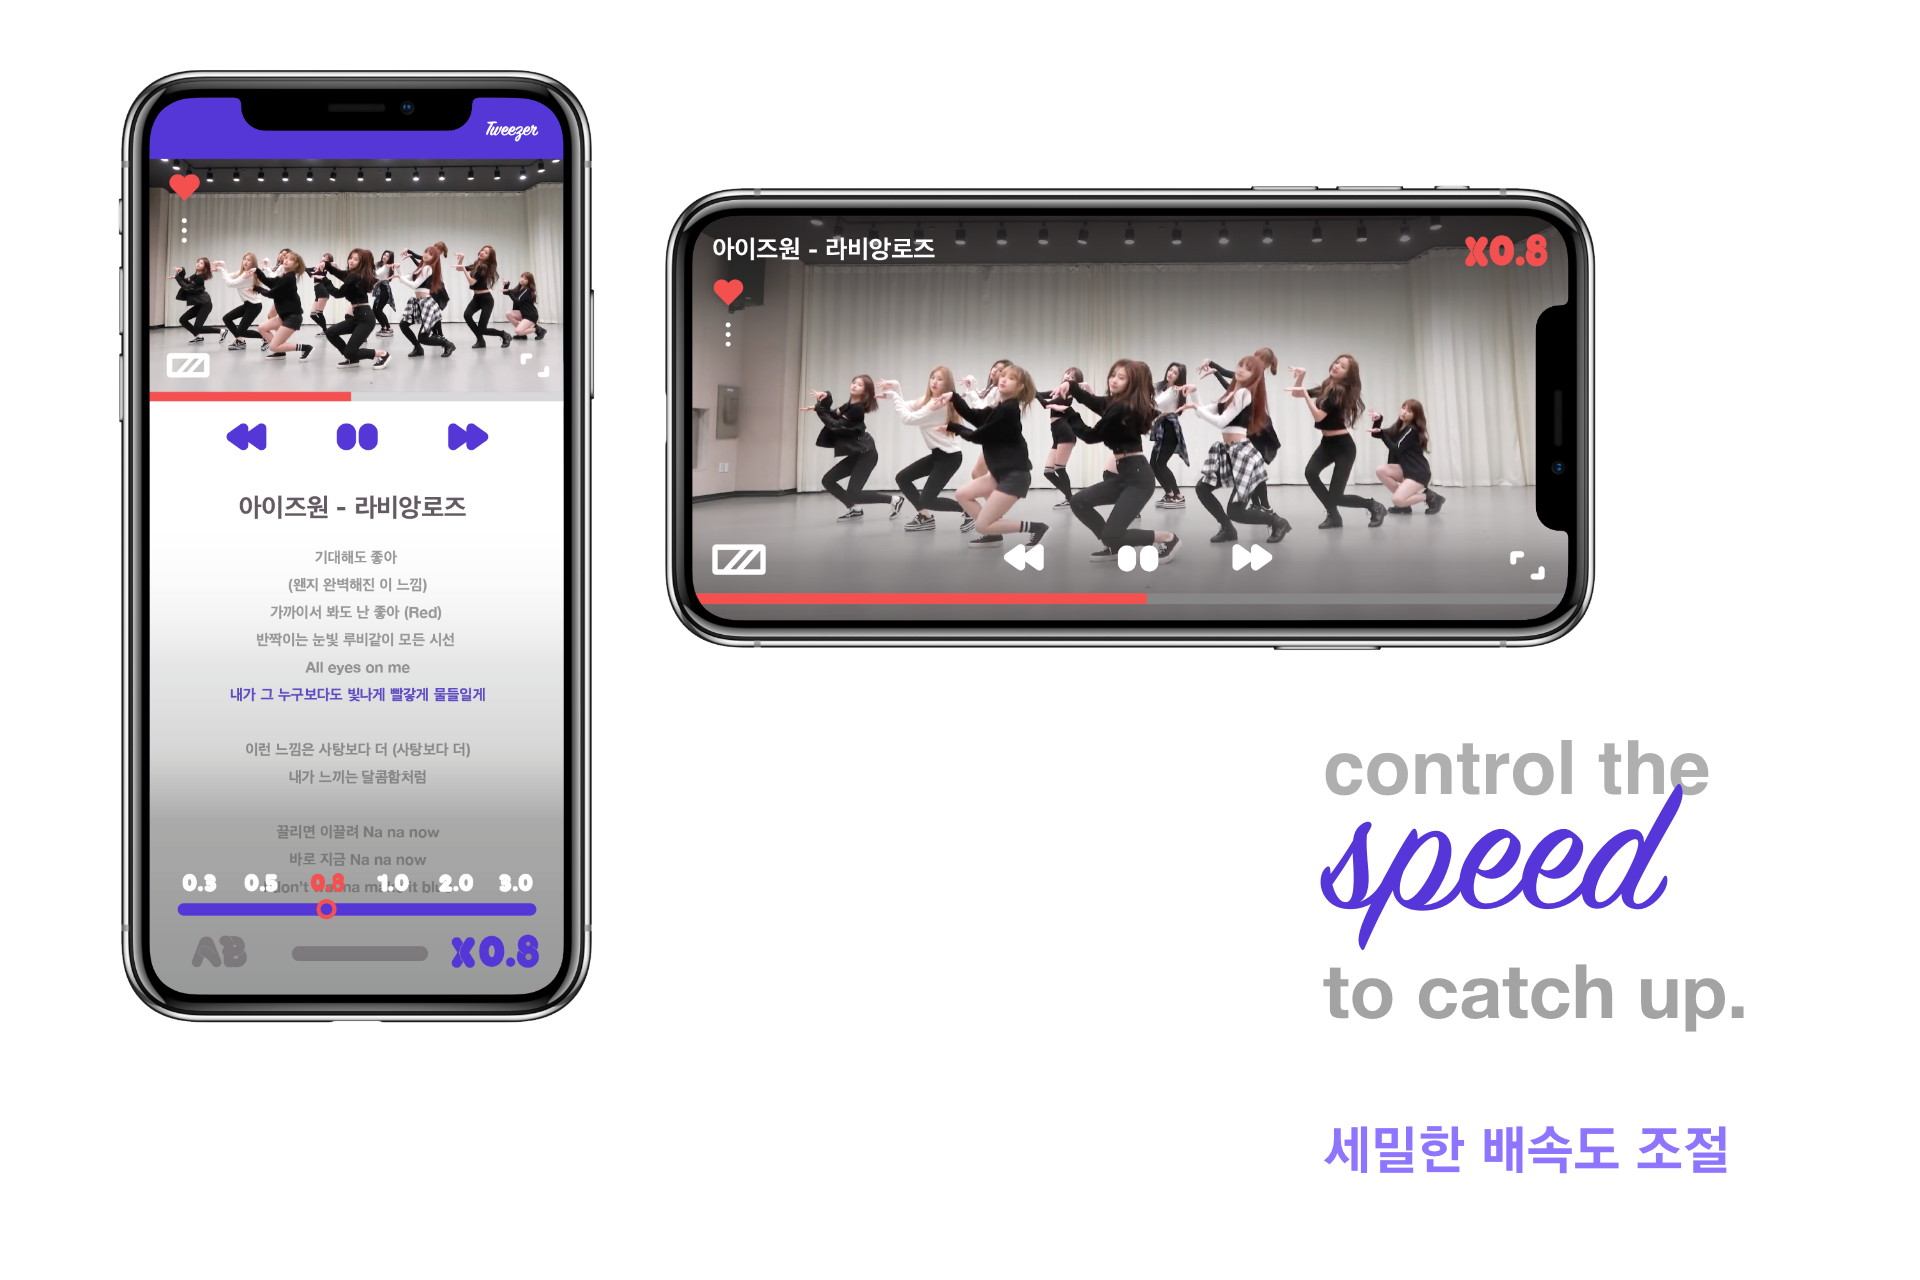 Tweezer
아이즈원 - 라비앙로즈
기대해도 좋아
(왠지 완벽해진 이 느낌)
가까이서 봐도 난 좋아 (Red)
반짝이는 눈빛 루비같이 모든 시선
All eyes on me
내가 그 누구보다도 빛나게 빨갛게 물들일게
이런 느낌은 사탕보다 더 (사탕보다 더)
내가 느끼는 달콤함처럼
끌리면 이끌려 Na na now
바로 지금 Na na now
don't it
0.3 0.5 0.8 1.0 2.0 3.0
AB X0.8
아이즈원 - 라비앙로즈
X0.8
control the
speed
to catch up.
세밀한 배속도 조절